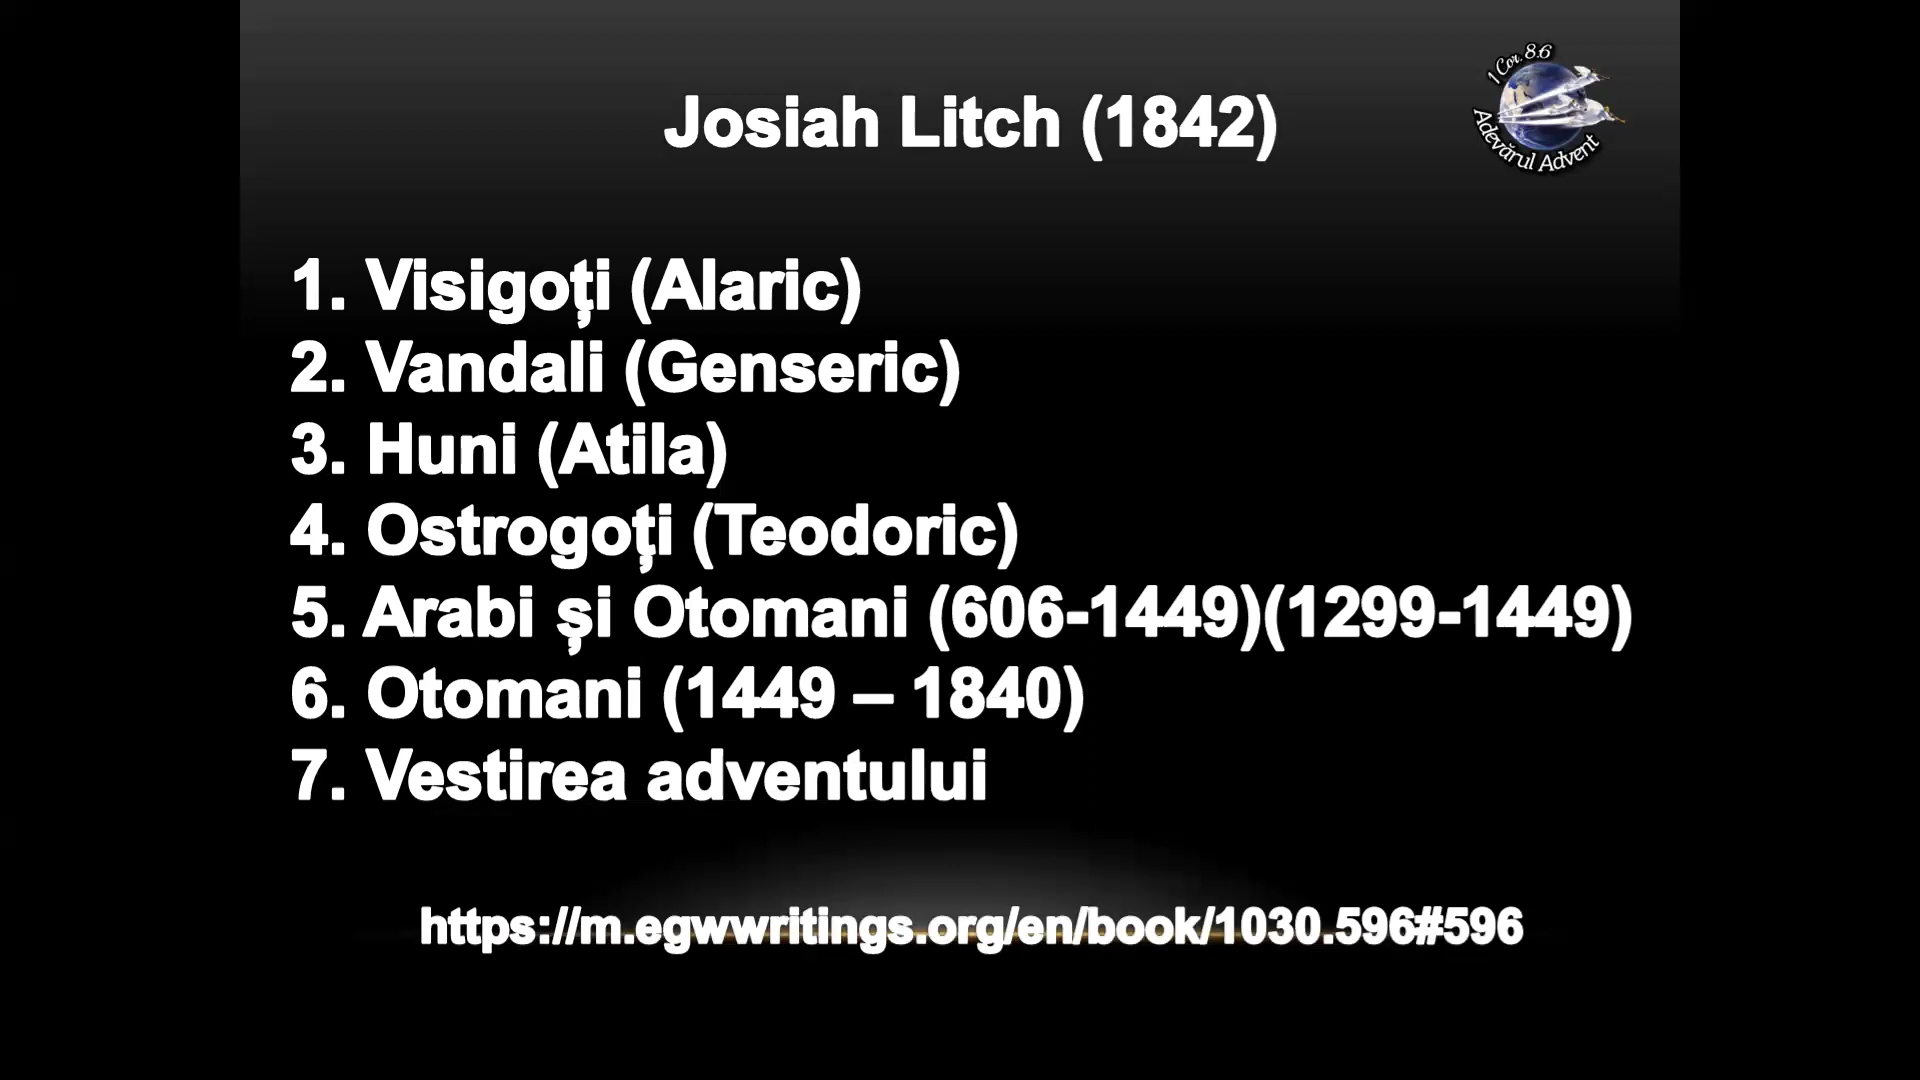 1 Cor. 8:6
Adevărul Advent
Josiah Litch (1842)
1. Visigoți (Alaric)
2. Vandali (Genseric)
3. Huni (Atila)
4. Ostrogoți (Teodoric)
5. Arabi și Otomani (606-1449)(1299-1449)
6. Otomani (1449 – 1840)
7. Vestirea adventului
https://m.egwwritings.org/en/book/1030.596#596